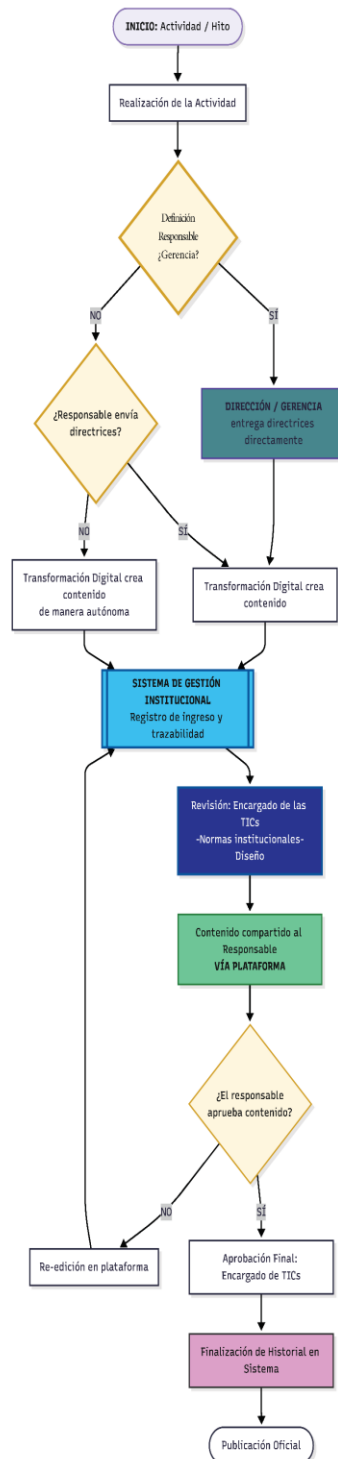 INICIO: Actividad / Hito
Realización de la Actividad
Definición
Responsable
¿Gerencia?
NO
SÍ
¿Responsable envía
directrices?
DIRECCIÓN / GERENCIA
entrega directrices
directamente
NO
SÍ
Transformación Digital crea
contenido
de manera autónoma
Transformación Digital crea
contenido
SISTEMA DE GESTIÓN
INSTITUCIONAL
Registro de ingreso y
trazabilidad
Revisión: Encargado de las
TICs
-Normas institucionales-
Diseño
Contenido compartido al
Responsable
VÍA PLATAFORMA
¿El responsable
aprueba contenido?
NO
SÍ
Re-edición en plataforma
Aprobación Final:
Encargado de TICs
Finalización de Historial en
Sistema
Publicación Oficial